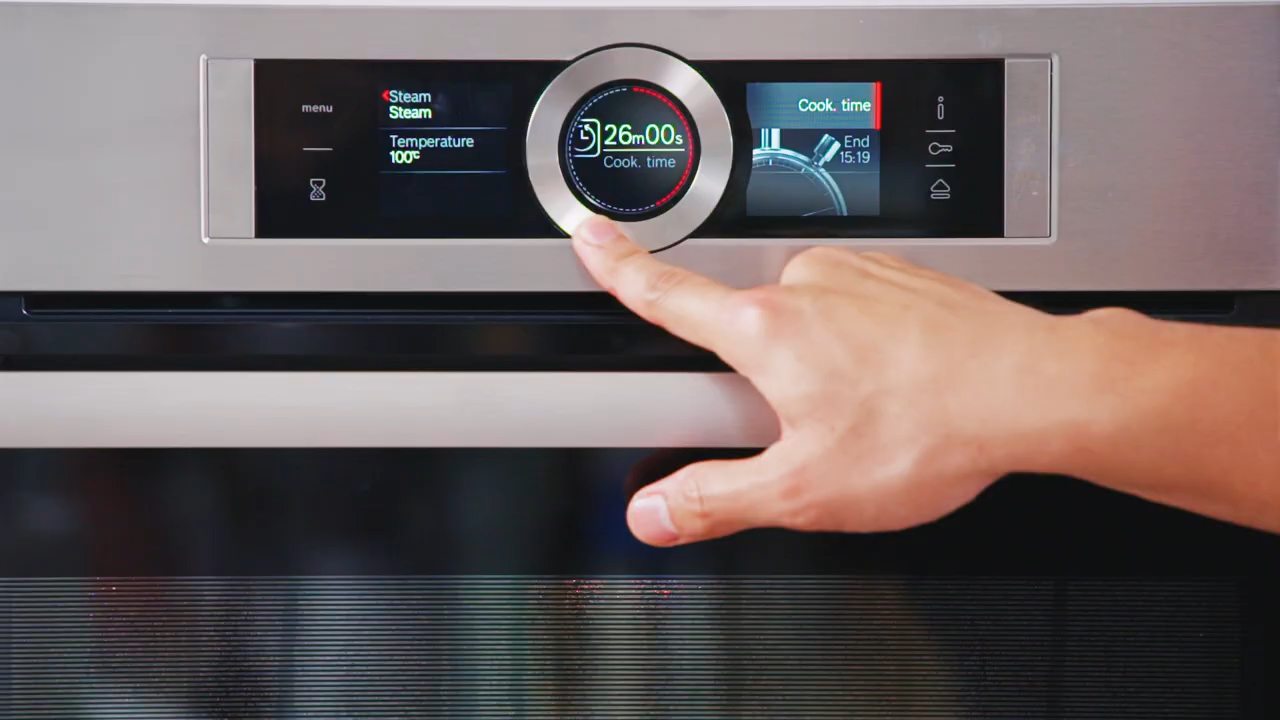 menu
Steam
Steam
Temperature
100°c
26m00s
Cook. time
Cook. time
End
15:19